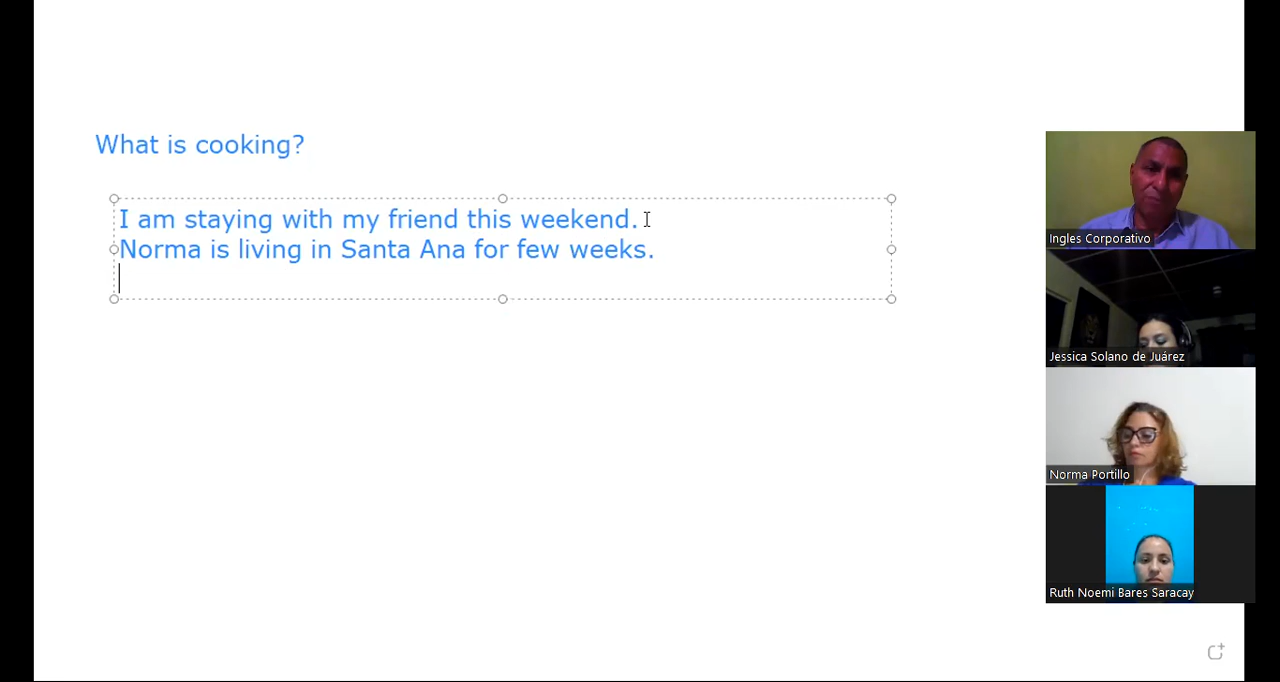 What is cooking?
I am staying with my friend this weekend.
Norma is living in Santa Ana for few weeks.
Ingles Corporativo
Jessica Solano de Juárez
Norma Portillo
Ruth Noemi Bares Saracay